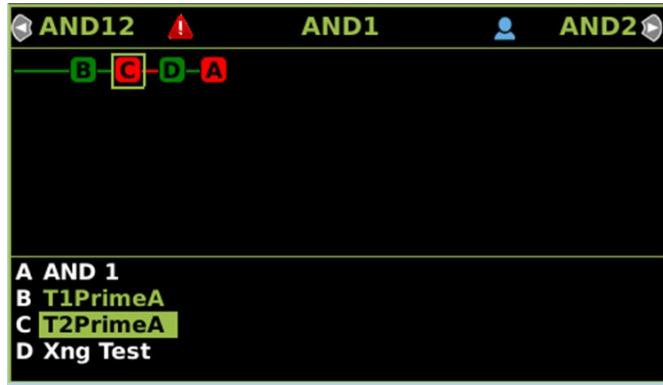 AND12 AND1 AND2
B C D A
A AND 1
B T1PrimeA
C T2PrimeA
D Xng Test